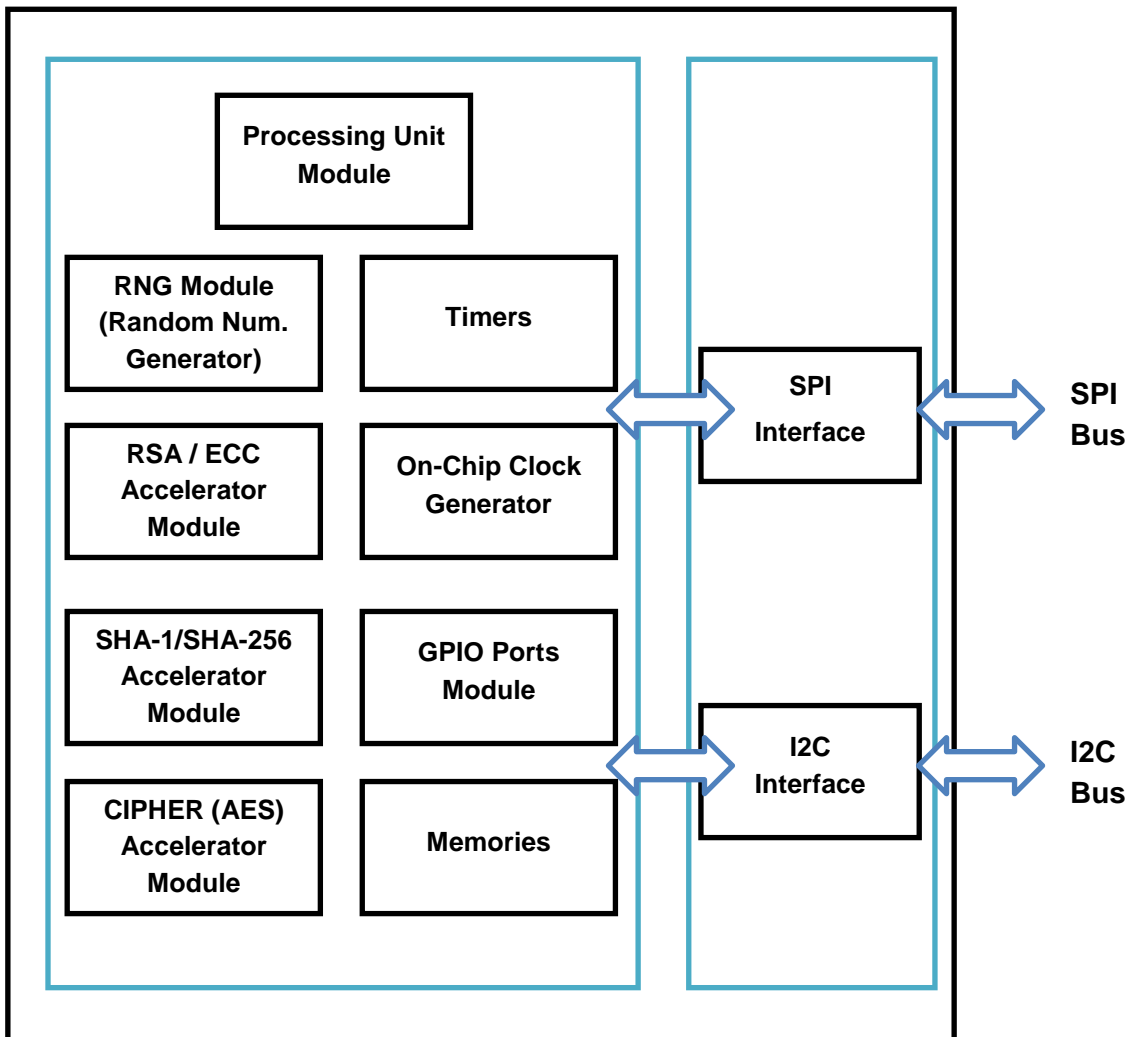 Processing Unit
Module
RNG Module
(Random Num.
Generator)
Timers
RSA / ECC
Accelerator
Module
On-Chip Clock
Generator
SHA-1/SHA-256
Accelerator
Module
GPIO Ports
Module
CIPHER (AES)
Accelerator
Module
Memories
SPI
Interface
SPI
Bus
I2C
Interface
I2C
Bus